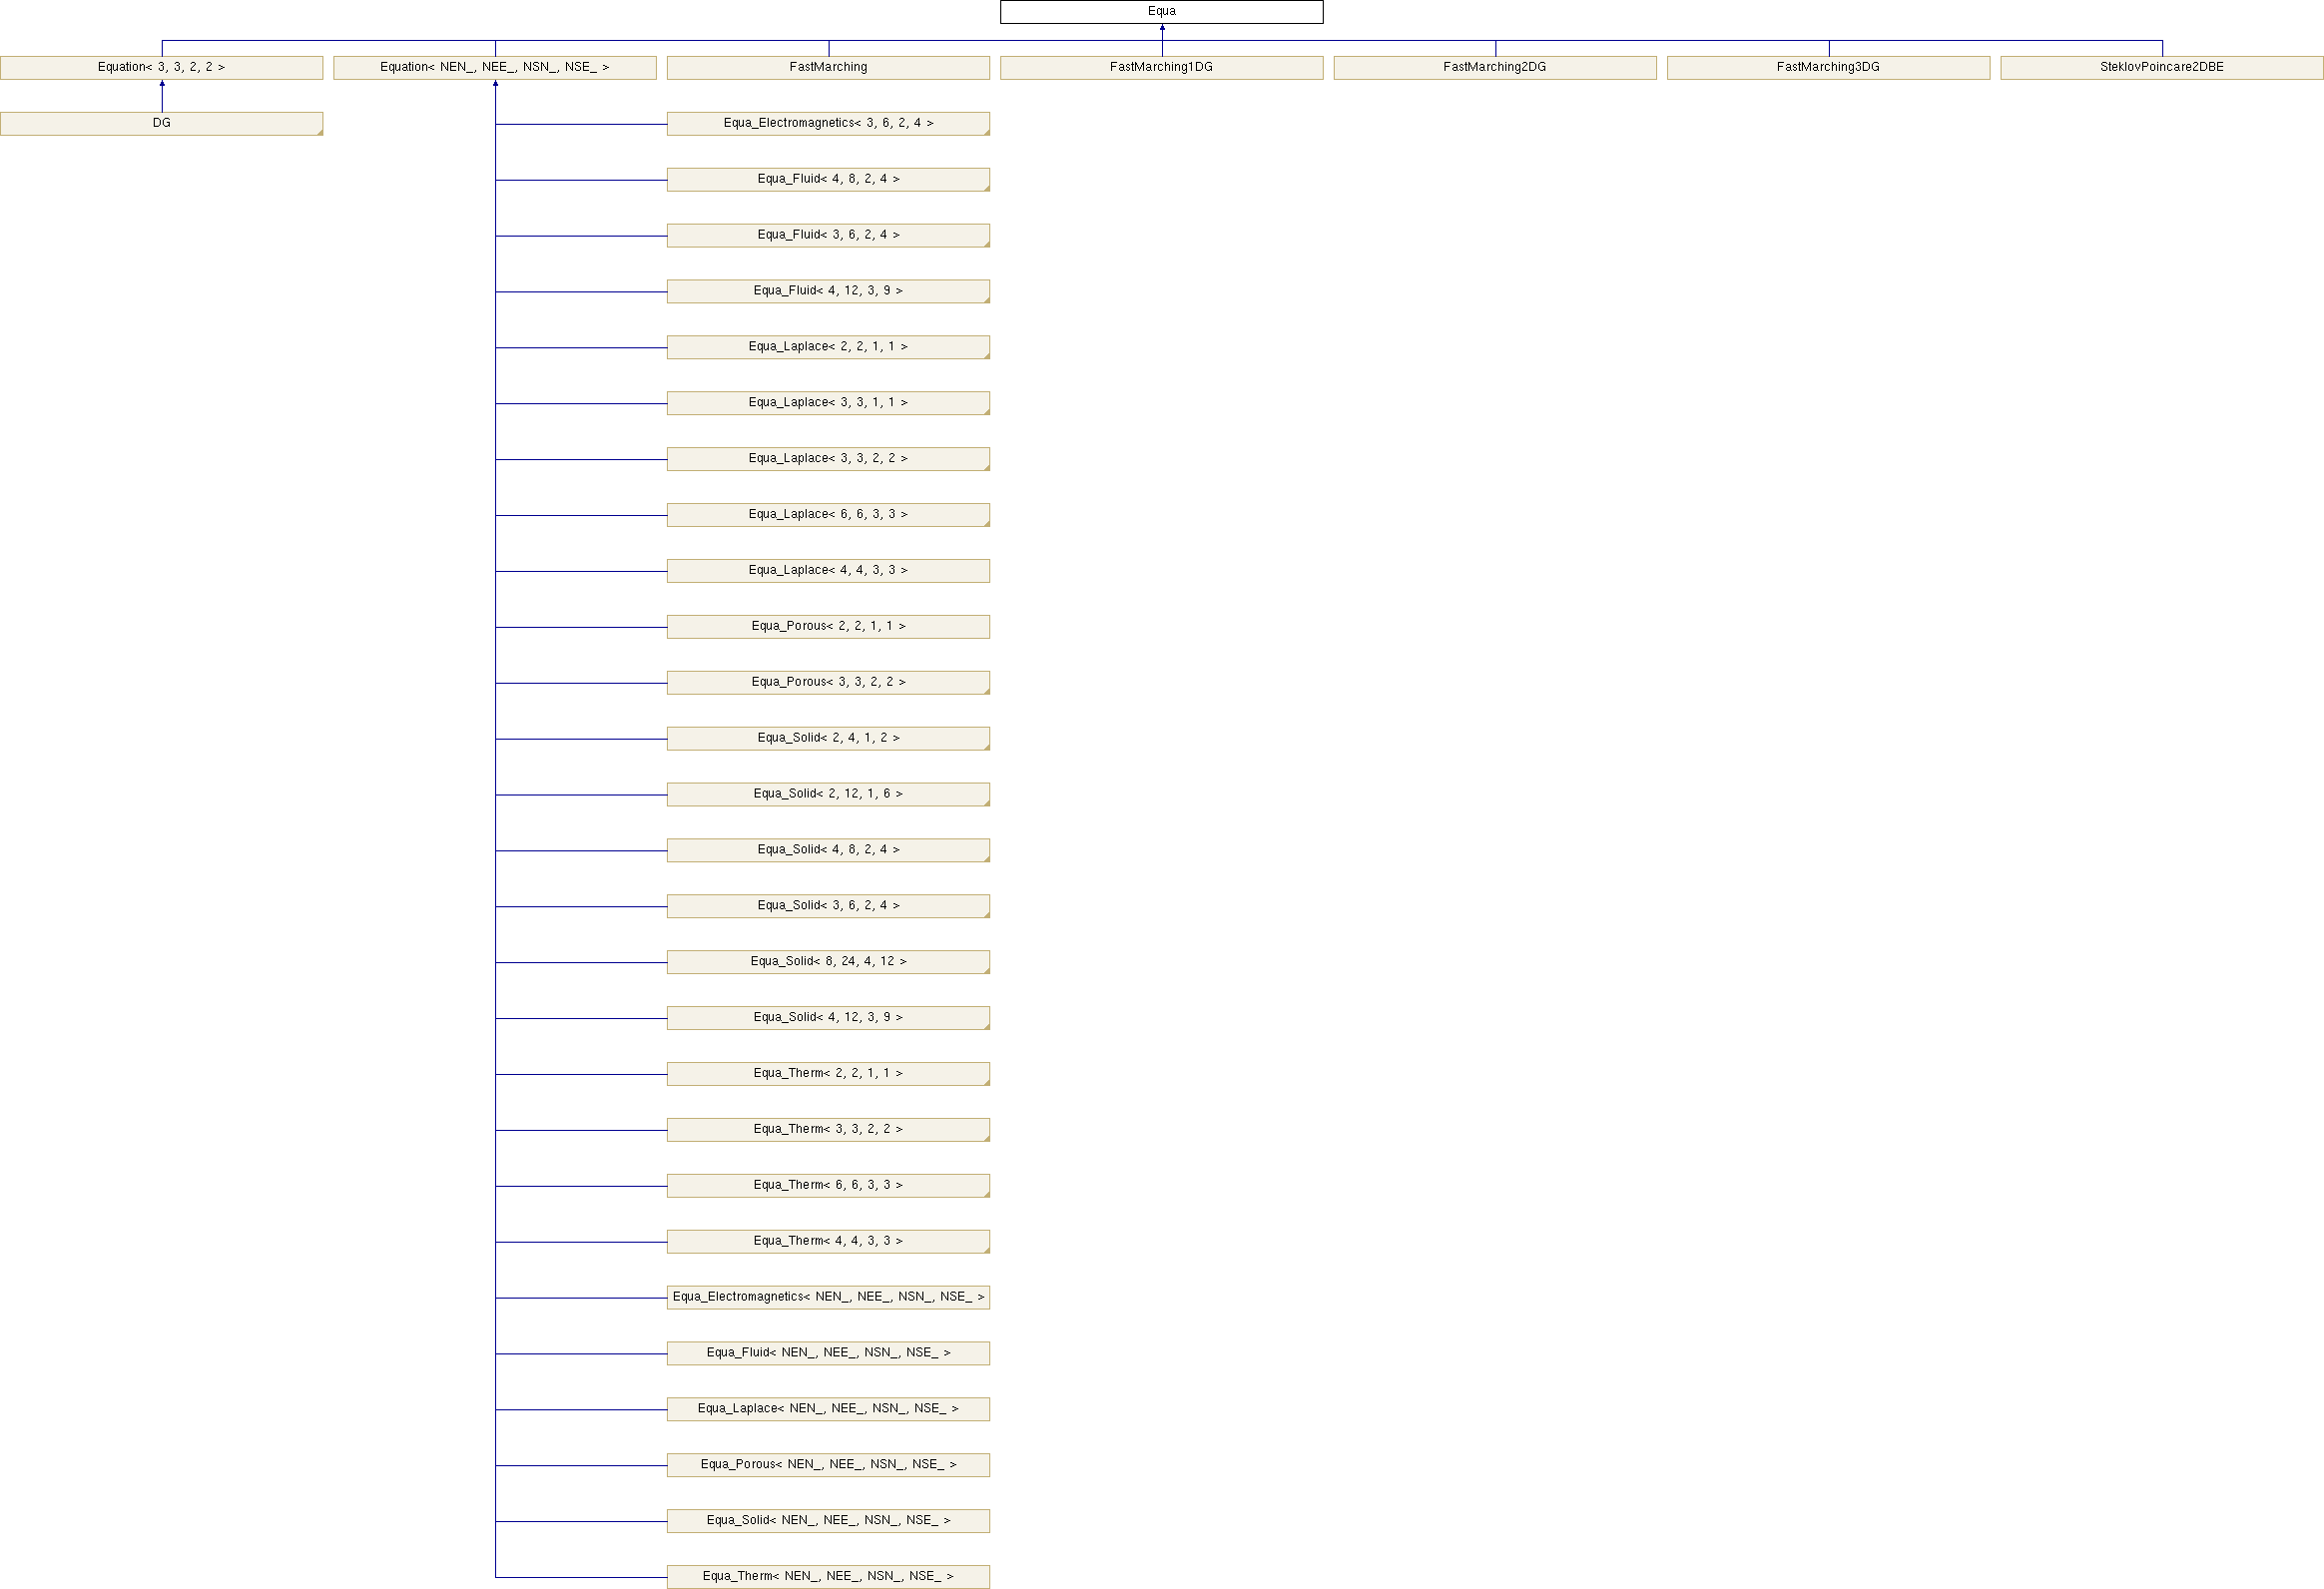 Equa
Equation< 3, 3, 2, 2 >
Equation< NEN_, NEE_, NSN_, NSE_ >
FastMarching
FastMarching1DG
FastMarching2DG
FastMarching3DG
SteklovPoincare2DBE
DG
Equa_Electromagnetics< 3, 6, 2, 4 >
Equa_Fluid< 4, 8, 2, 4 >
Equa_Fluid< 3, 6, 2, 4 >
Equa_Fluid< 4, 12, 3, 9 >
Equa_Laplace< 2, 2, 1, 1 >
Equa_Laplace< 3, 3, 1, 1 >
Equa_Laplace< 3, 3, 2, 2 >
Equa_Laplace< 6, 6, 3, 3 >
Equa_Laplace< 4, 4, 3, 3 >
Equa_Porous< 2, 2, 1, 1 >
Equa_Porous< 3, 3, 2, 2 >
Equa_Solid< 2, 4, 1, 2 >
Equa_Solid< 2, 12, 1, 6 >
Equa_Solid< 4, 8, 2, 4 >
Equa_Solid< 3, 6, 2, 4 >
Equa_Solid< 8, 24, 4, 12 >
Equa_Solid< 4, 12, 3, 9 >
Equa_Therm< 2, 2, 1, 1 >
Equa_Therm< 3, 3, 2, 2 >
Equa_Therm< 6, 6, 3, 3 >
Equa_Therm< 4, 4, 3, 3 >
Equa_Electromagnetics< NEN_, NEE_, NSN_, NSE_ >
Equa_Fluid< NEN_, NEE_, NSN_, NSE_ >
Equa_Laplace< NEN_, NEE_, NSN_, NSE_ >
Equa_Porous< NEN_, NEE_, NSN_, NSE_ >
Equa_Solid< NEN_, NEE_, NSN_, NSE_ >
Equa_Therm< NEN_, NEE_, NSN_, NSE_ >